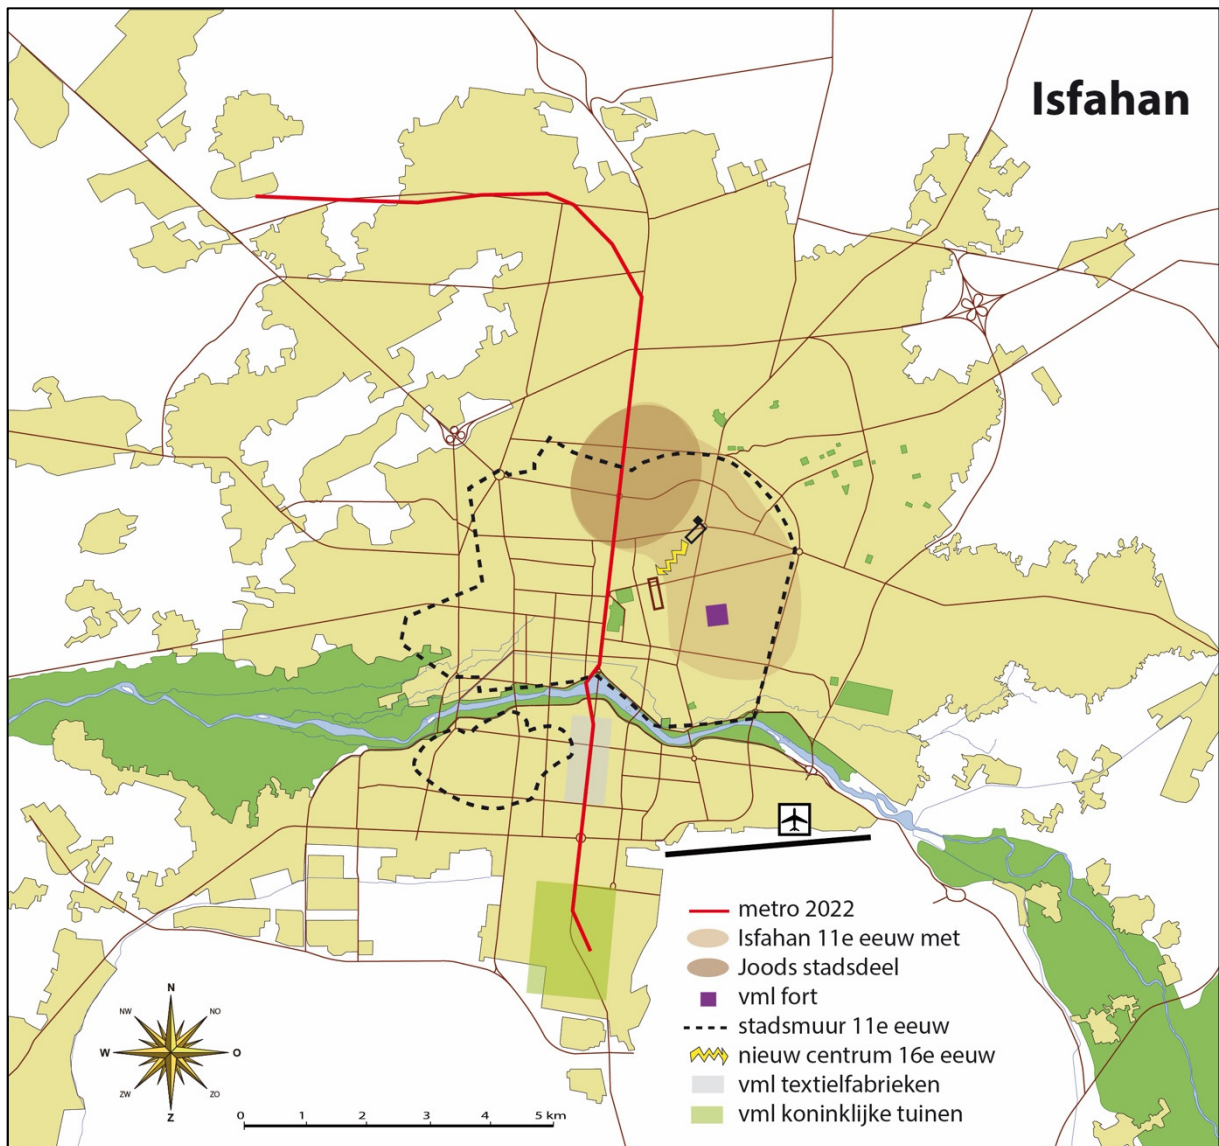 Isfahan
metro 2022
Isfahan 11e eeuw met
Joods stadsdeel
vml fort
stadsmuur 11e eeuw
nieuw centrum 16e eeuw
vml textielfabrieken
vml koninklijke tuinen
N
NW NO
W O
ZW ZO
Z
0 1 2 3 4 5 km